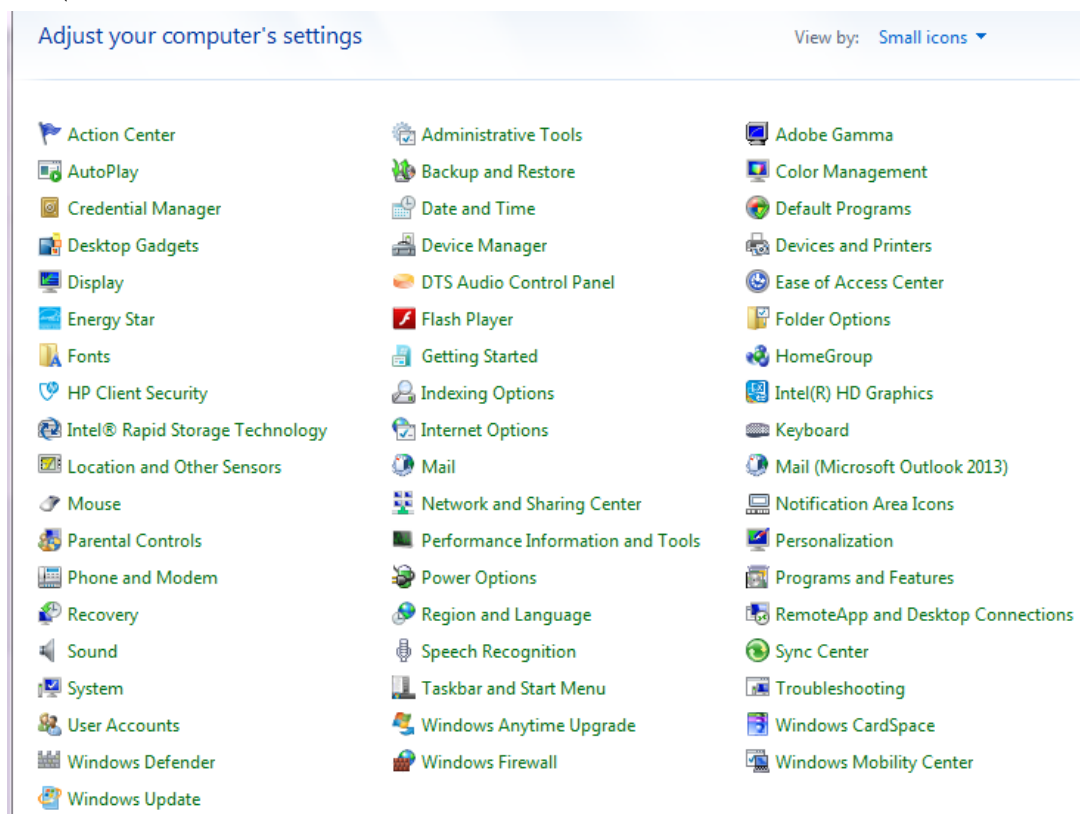 Adjust your computer's settings View by: Small icons
Action Center Administrative Tools Adobe Gamma
AutoPlay Backup and Restore Color Management
Credential Manager Date and Time Default Programs
Desktop Gadgets Device Manager Devices and Printers
Display DTS Audio Control Panel Ease of Access Center
Energy Star Flash Player Folder Options
Fonts Getting Started HomeGroup
HP Client Security Indexing Options Intel(R) HD Graphics
Intel® Rapid Storage Technology Internet Options Keyboard
Location and Other Sensors Mail Mail (Microsoft Outlook 2013)
Mouse Network and Sharing Center Notification Area Icons
Parental Controls Performance Information and Tools Personalization
Phone and Modem Power Options Programs and Features
Recovery Region and Language RemoteApp and Desktop Connections
Sound Speech Recognition Sync Center
System Taskbar and Start Menu Troubleshooting
User Accounts Windows Anytime Upgrade Windows CardSpace
Windows Defender Windows Firewall Windows Mobility Center
Windows Update